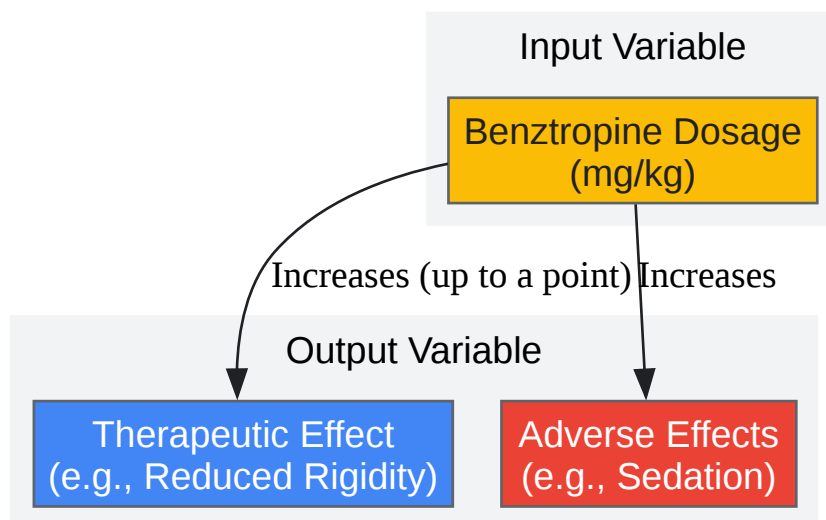 Input Variable
Benztropine Dosage
(mg/kg)
Increases (up to a point)
Increases
Output Variable
Therapeutic Effect
(e.g., Reduced Rigidity)
Adverse Effects
(e.g., Sedation)